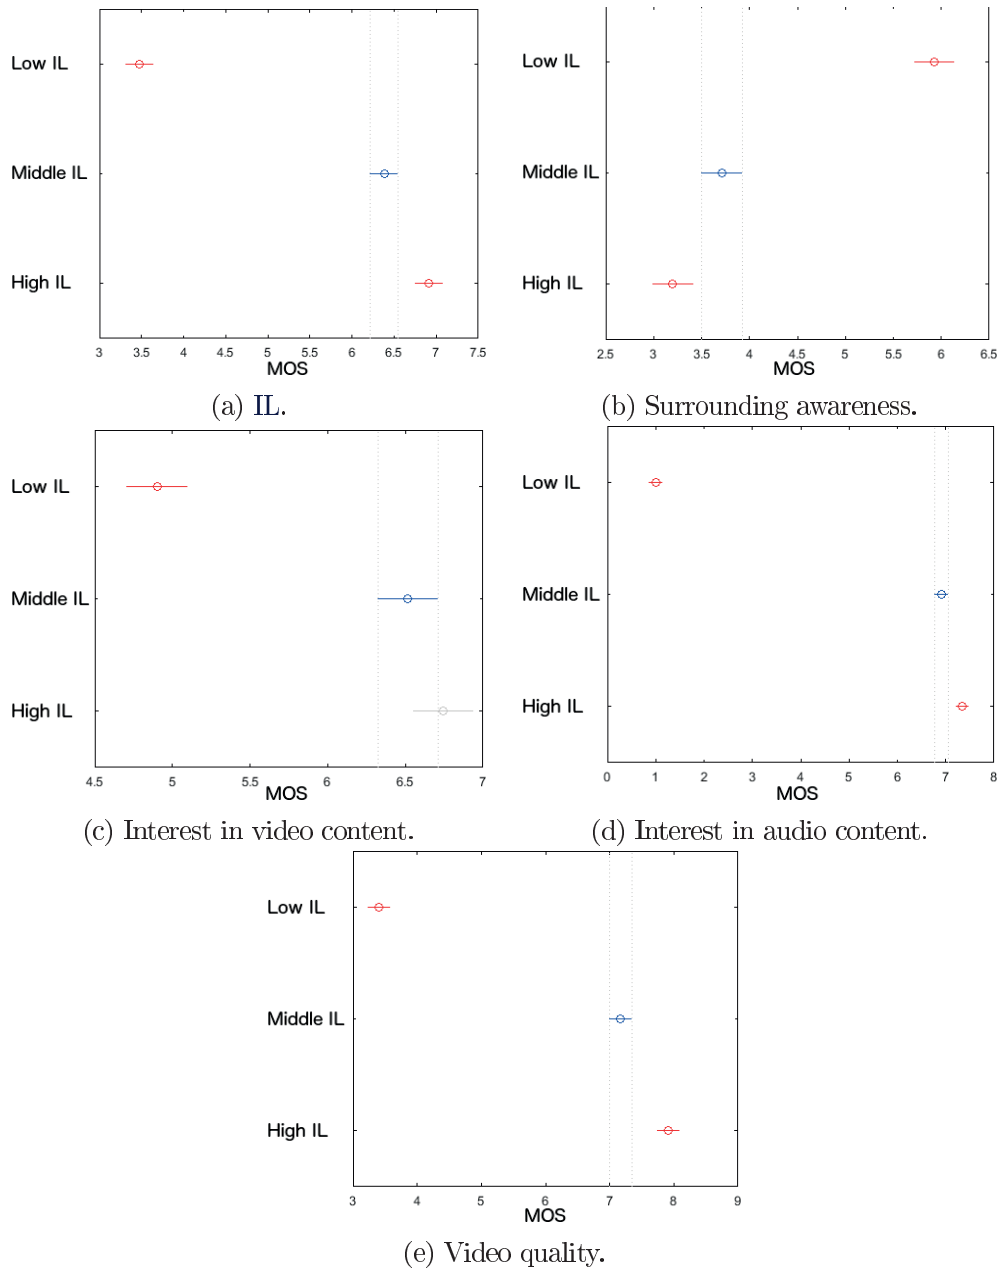 Low IL
Middle IL
High IL
3 3.5 4 4.5 5 5.5 6 6.5 7 7.5
MOS
(a) IL.
Low IL
Middle IL
High IL
2.5 3 3.5 4 4.5 5 5.5 6 6.5
MOS
(b) Surrounding awareness.
Low IL
Middle IL
High IL
4.5 5 5.5 6 6.5 7
MOS
(c) Interest in video content.
Low IL
Middle IL
High IL
0 1 2 3 4 5 6 7 8
MOS
(d) Interest in audio content.
Low IL
Middle IL
High IL
3 4 5 6 7 8 9
MOS
(e) Video quality.